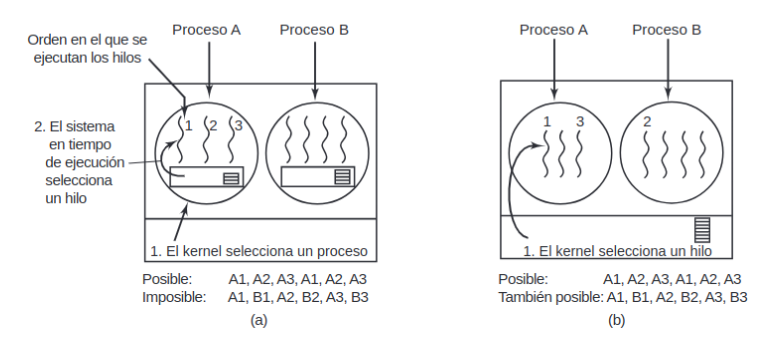 Orden en el que se
ejecutan los hilos
Proceso A
Proceso B
1
2
3
2. El sistema
en tiempo
de ejecución
selecciona
un hilo
1. El kernel selecciona un proceso
Posible: A1, A2, A3, A1, A2, A3
Imposible: A1, B1, A2, B2, A3, B3
(a)
Proceso A
Proceso B
1
3
2
1. El kernel selecciona un hilo
Posible: A1, A2, A3, A1, A2, A3
También posible: A1, B1, A2, B2, A3, B3
(b)